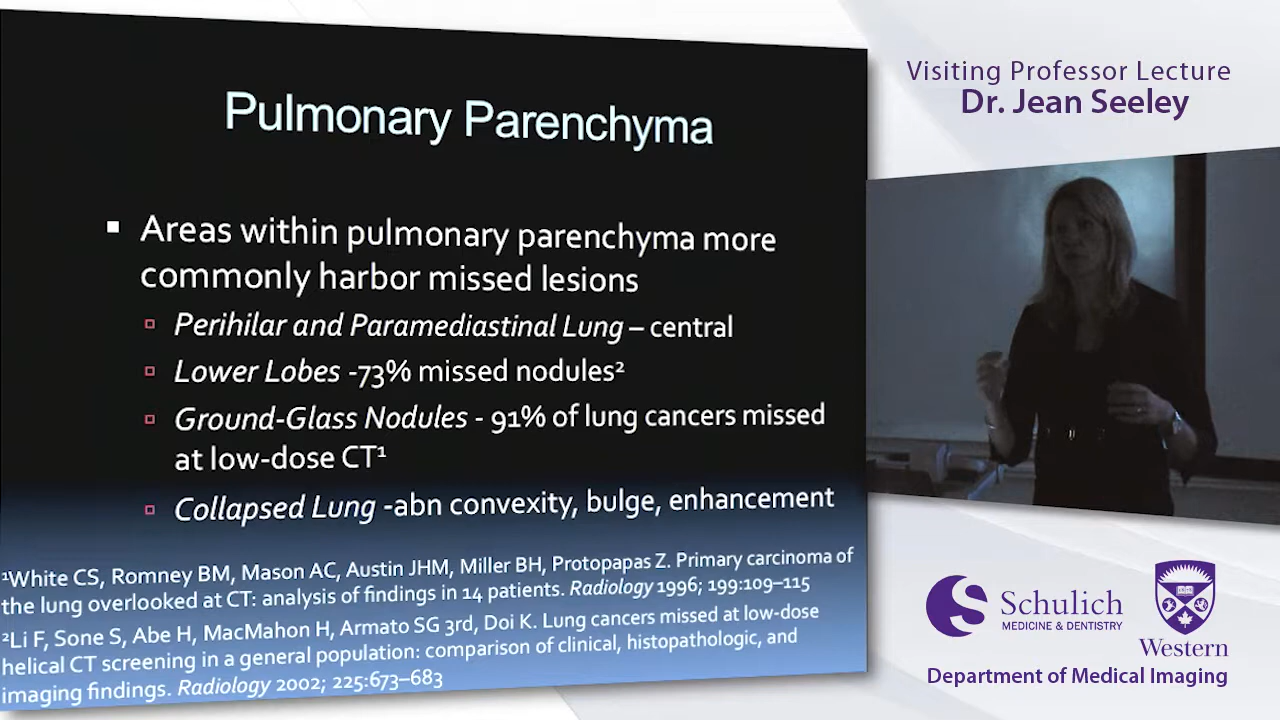 Pulmonary Parenchyma
Areas within pulmonary parenchyma more
commonly harbor missed lesions
Perihilar and Paramediastinal Lung – central
Lower Lobes -73% missed nodules²
Ground-Glass Nodules - 91% of lung cancers missed
at low-dose CT¹
Collapsed Lung -abn convexity, bulge, enhancement
¹White CS, Romney BM, Mason AC, Austin JHM, Miller BH, Protopapas Z. Primary carcinoma of
the lung overlooked at CT: analysis of findings in 14 patients. Radiology 1996; 199:109–115
²Li F, Sone S, Abe H, MacMahon H, Armato SG 3rd, Doi K. Lung cancers missed at low-dose
helical CT screening in a general population: comparison of clinical, histopathologic, and
imaging findings. Radiology 2002; 225:673–683
Visiting Professor Lecture
Dr. Jean Seeley
Schulich
MEDICINE & DENTISTRY
Western
Department of Medical Imaging